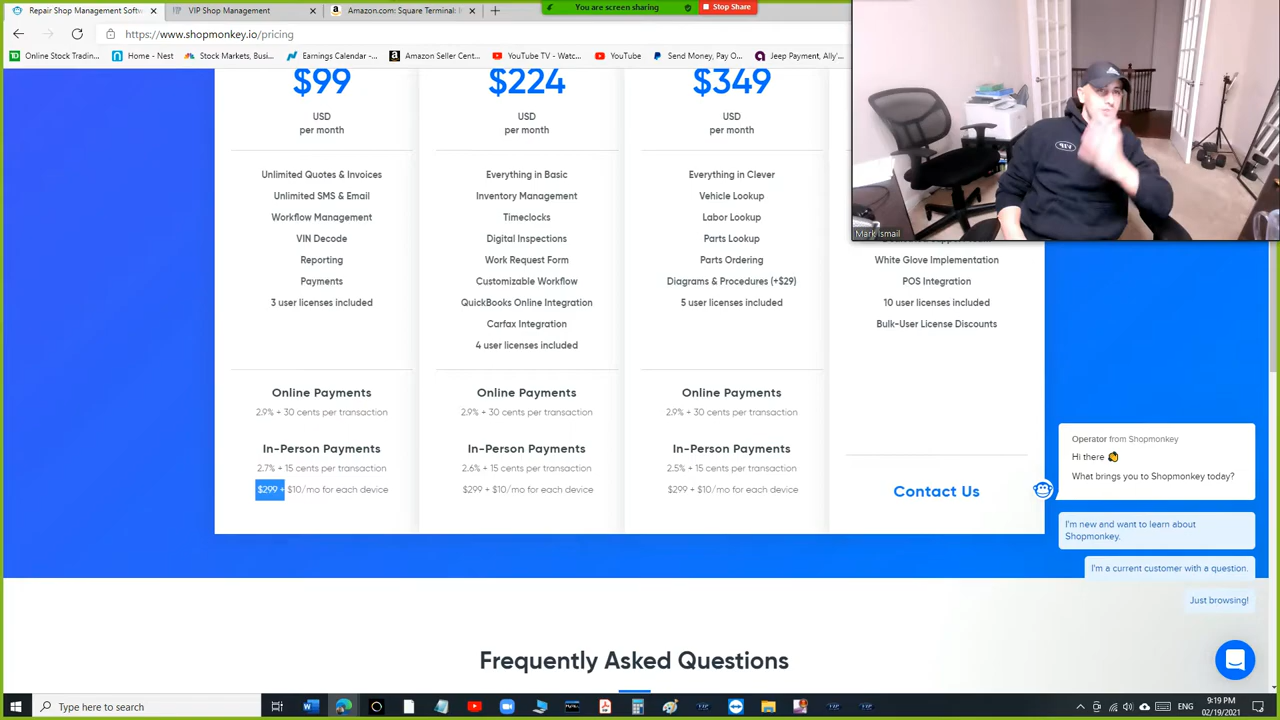 Repair Shop Management Softw
VIP Shop Management
Amazon.com: Square Terminal: I
You are screen sharing
Stop Share
https://www.shopmonkey.io/pricing
Online Stock Tradin...
Home - Nest
Stock Markets, Busi...
Earnings Calendar -...
Amazon Seller Cent...
YouTube TV - Watc...
YouTube
Send Money, Pay O...
Jeep Payment, Ally'...
$99
USD
per month
Unlimited Quotes & Invoices
Unlimited SMS & Email
Workflow Management
VIN Decode
Reporting
Payments
3 user licenses included
Online Payments
2.9% + 30 cents per transaction
In-Person Payments
2.7% + 15 cents per transaction
$299 + $10/mo for each device
$224
USD
per month
Everything in Basic
Inventory Management
Timeclocks
Digital Inspections
Work Request Form
Customizable Workflow
QuickBooks Online Integration
Carfax Integration
4 user licenses included
Online Payments
2.9% + 30 cents per transaction
In-Person Payments
2.6% + 15 cents per transaction
$299 + $10/mo for each device
$349
USD
per month
Everything in Clever
Vehicle Lookup
Labor Lookup
Parts Lookup
Parts Ordering
Diagrams & Procedures (+$29)
5 user licenses included
Online Payments
2.9% + 30 cents per transaction
In-Person Payments
2.5% + 15 cents per transaction
$299 + $10/mo for each device
White Glove Implementation
POS Integration
10 user licenses included
Bulk-User License Discounts
Contact Us
Mark Ismail
Operator from Shopmonkey
Hi there
What brings you to Shopmonkey today?
I'm new and want to learn about
Shopmonkey.
I'm a current customer with a question.
Just browsing!
Frequently Asked Questions
Type here to search
ENG
9:19 PM
02/19/2021